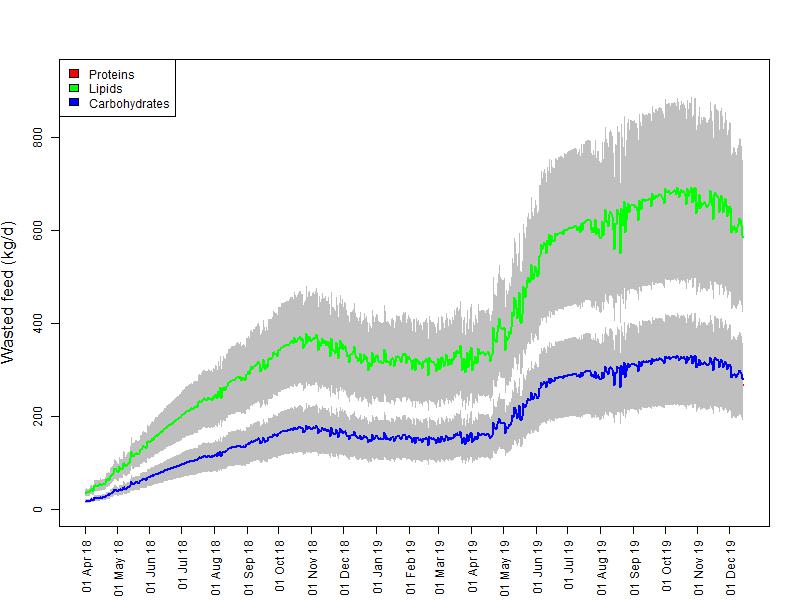 Proteins
Lipids
Carbohydrates
Wasted feed (kg/d)
800
600
400
200
0
01 Apr 18
01 May 18
01 Jun 18
01 Jul 18
01 Aug 18
01 Sep 18
01 Oct 18
01 Nov 18
01 Dec 18
01 Jan 19
01 Feb 19
01 Mar 19
01 Apr 19
01 May 19
01 Jun 19
01 Jul 19
01 Aug 19
01 Sep 19
01 Oct 19
01 Nov 19
01 Dec 19